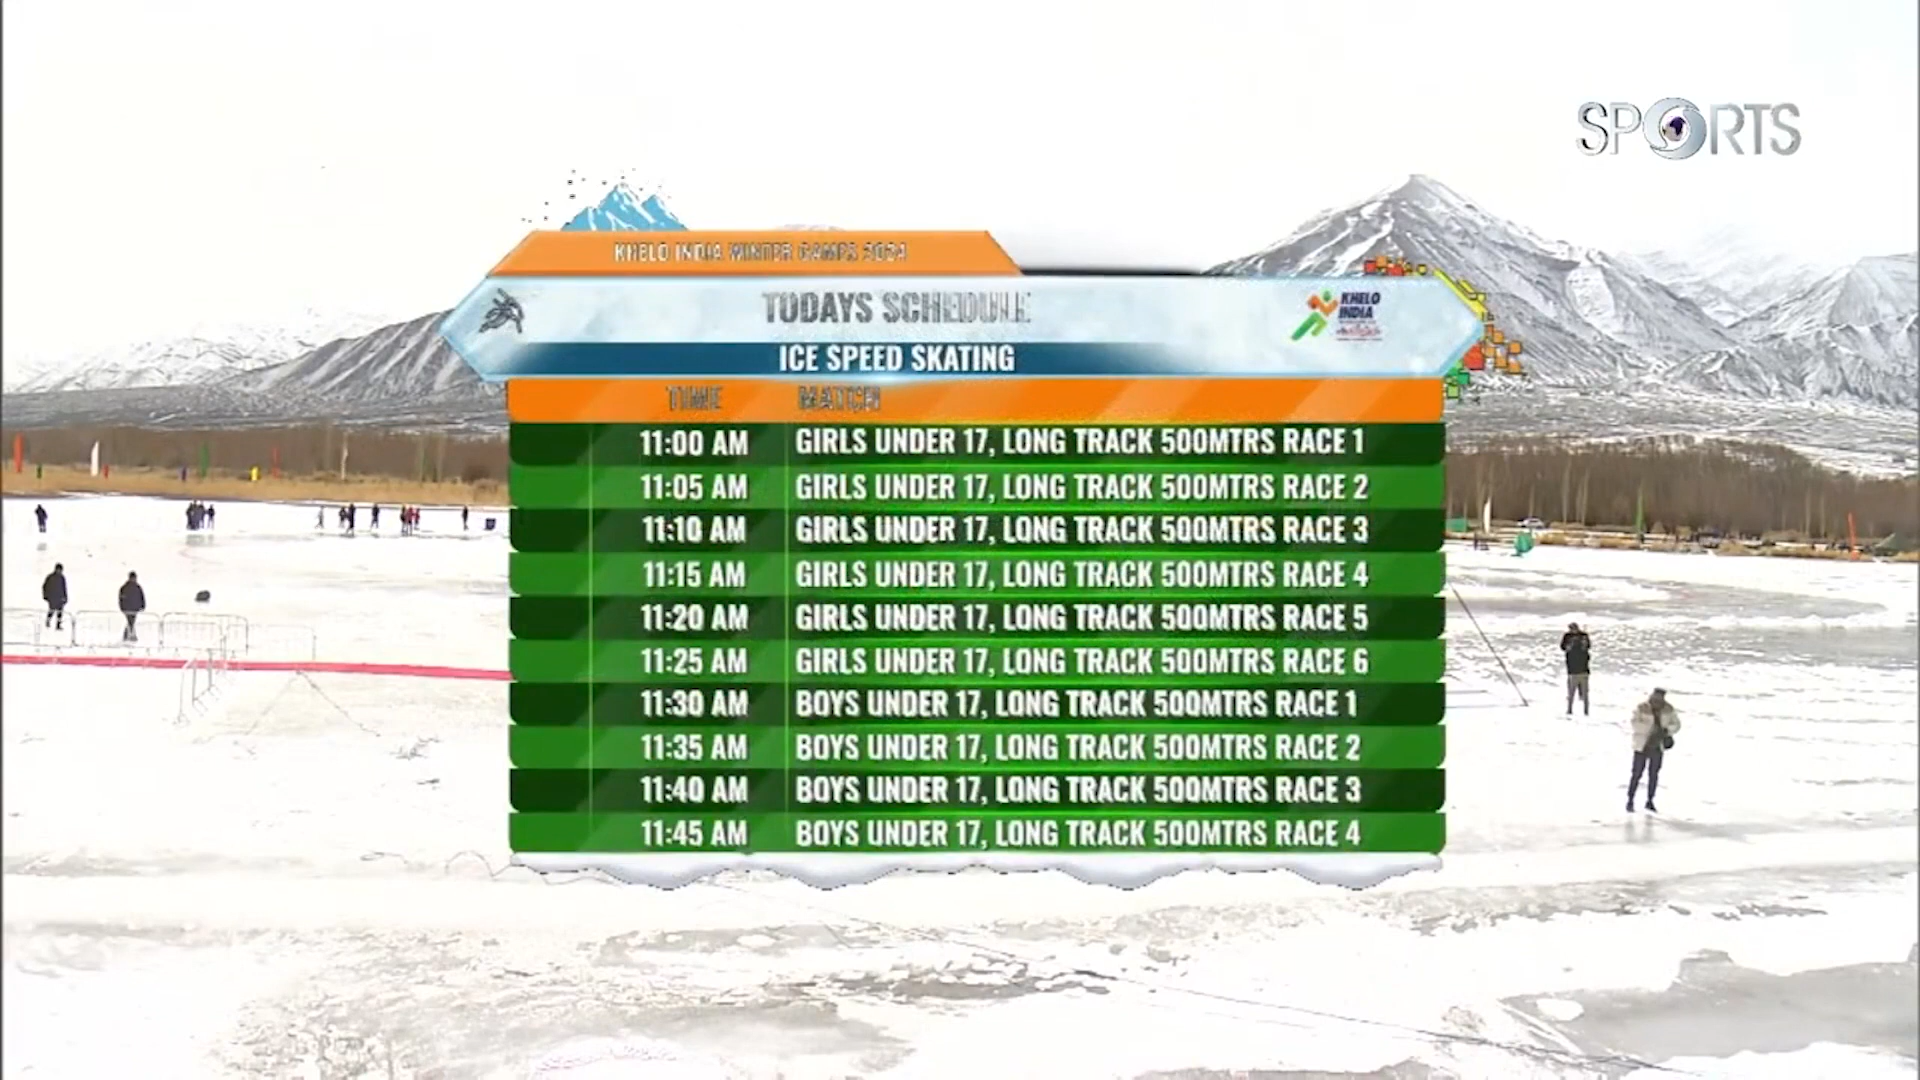 SPORTS
KHELO INDIA WINTER GAMES 2024
TODAYS SCHEDULE
KHELO
INDIA
ICE SPEED SKATING
TIME MATCH
11:00 AM GIRLS UNDER 17, LONG TRACK 500MTRS RACE 1
11:05 AM GIRLS UNDER 17, LONG TRACK 500MTRS RACE 2
11:10 AM GIRLS UNDER 17, LONG TRACK 500MTRS RACE 3
11:15 AM GIRLS UNDER 17, LONG TRACK 500MTRS RACE 4
11:20 AM GIRLS UNDER 17, LONG TRACK 500MTRS RACE 5
11:25 AM GIRLS UNDER 17, LONG TRACK 500MTRS RACE 6
11:30 AM BOYS UNDER 17, LONG TRACK 500MTRS RACE 1
11:35 AM BOYS UNDER 17, LONG TRACK 500MTRS RACE 2
11:40 AM BOYS UNDER 17, LONG TRACK 500MTRS RACE 3
11:45 AM BOYS UNDER 17, LONG TRACK 500MTRS RACE 4